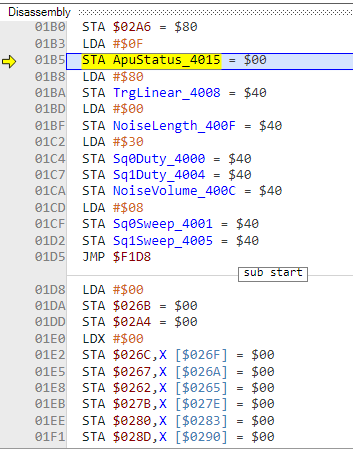 Disassembly
01B0 STA $02A6 = $80
01B3 LDA #$0F
01B5 STA ApuStatus_4015 = $00
01B8 LDA #$80
01BA STA TrgLinear_4008 = $40
01BD LDA #$00
01BF STA NoiseLength_400F = $40
01C2 LDA #$30
01C4 STA Sq0Duty_4000 = $40
01C7 STA Sq1Duty_4004 = $40
01CA STA NoiseVolume_400C = $40
01CD LDA #$08
01CF STA Sq0Sweep_4001 = $40
01D2 STA Sq1Sweep_4005 = $40
01D5 JMP $F1D8
sub start
01D8 LDA #$00
01DA STA $026B = $00
01DD STA $02A4 = $00
01E0 LDX #$00
01E2 STA $026C,X [$026F] = $00
01E5 STA $0267,X [$026A] = $00
01E8 STA $0262,X [$0265] = $00
01EB STA $027B,X [$027E] = $00
01EE STA $0280,X [$0283] = $00
01F1 STA $028D,X [$0290] = $00